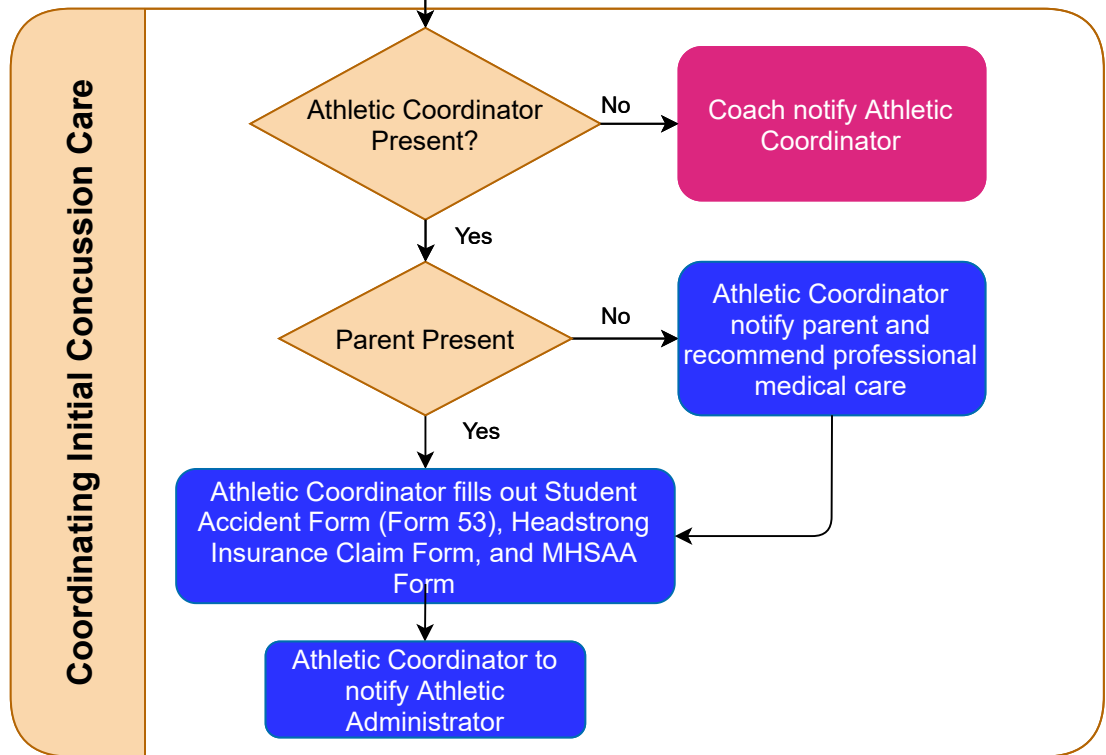 Coordinating Initial Concussion Care
Athletic Coordinator
Present?
No
Coach notify Athletic
Coordinator
Yes
Parent Present
No
Athletic Coordinator
notify parent and
recommend professional
medical care
Yes
Athletic Coordinator fills out Student
Accident Form (Form 53), Headstrong
Insurance Claim Form, and MHSAA
Form
Athletic Coordinator to
notify Athletic
Administrator